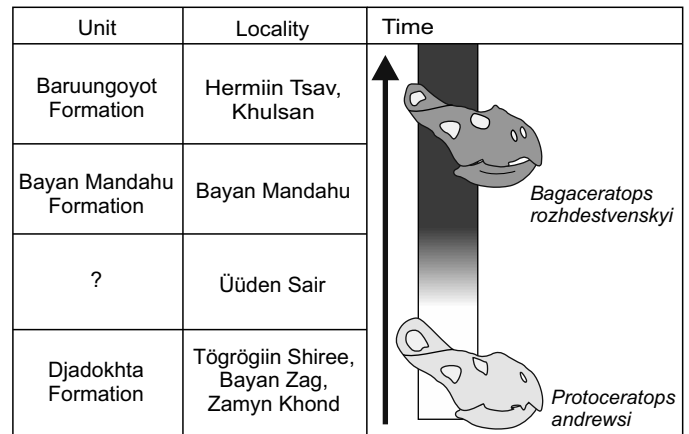 Unit
Locality
Time
Baruungoyot
Formation
Hermiin Tsav,
Khulsan
Bagaceratops
rozhdestvenskyi
Bayan Mandahu
Formation
Bayan Mandahu
?
Üüden Sair
Djadokhta
Formation
Tögrögiin Shiree,
Bayan Zag,
Zamyn Khond
Protoceratops
andrewsi